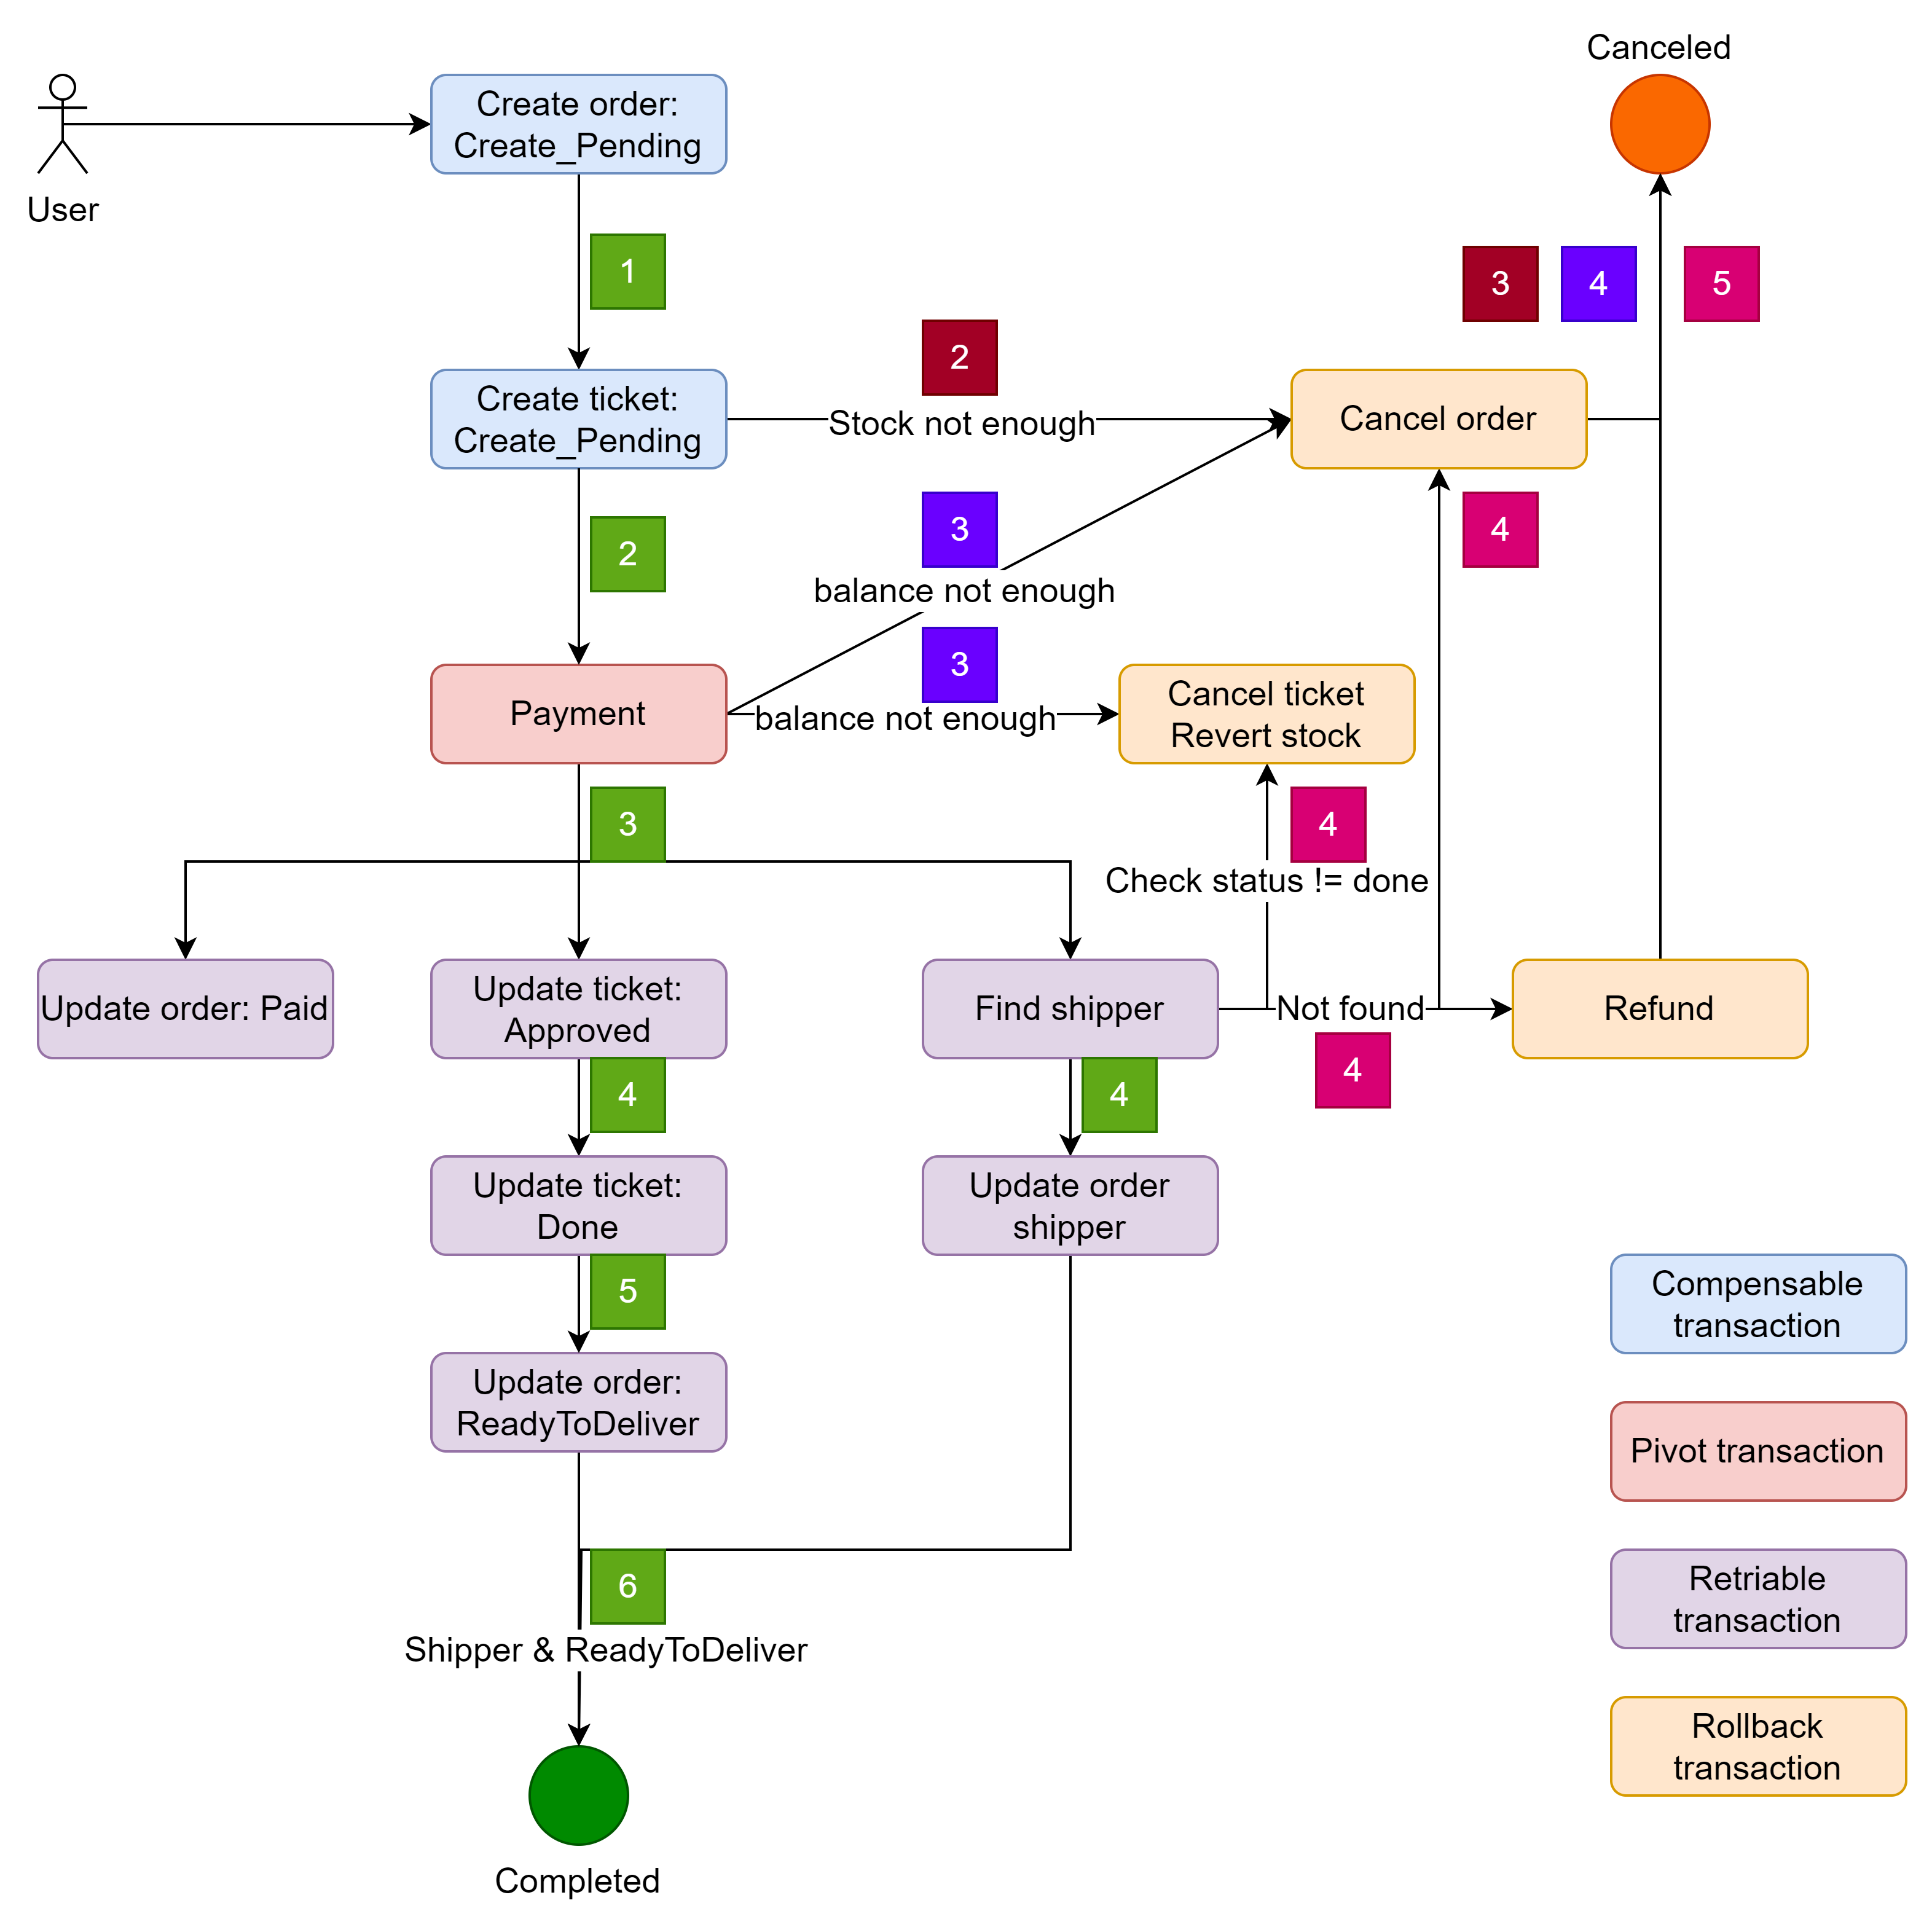 Canceled
User
Create order:
Create_Pending
1
3
4
5
2
Create ticket:
Create_Pending
Stock not enough
Cancel order
2
3
4
balance not enough
3
Payment
balance not enough
Cancel ticket
Revert stock
3
4
Check status != done
Update order: Paid
Update ticket:
Approved
Find shipper
Not found
Refund
4
4
4
Update ticket:
Done
Update order
shipper
5
Compensable
transaction
Update order:
ReadyToDeliver
Pivot transaction
6
Retriable
transaction
Shipper & ReadyToDeliver
Rollback
transaction
Completed